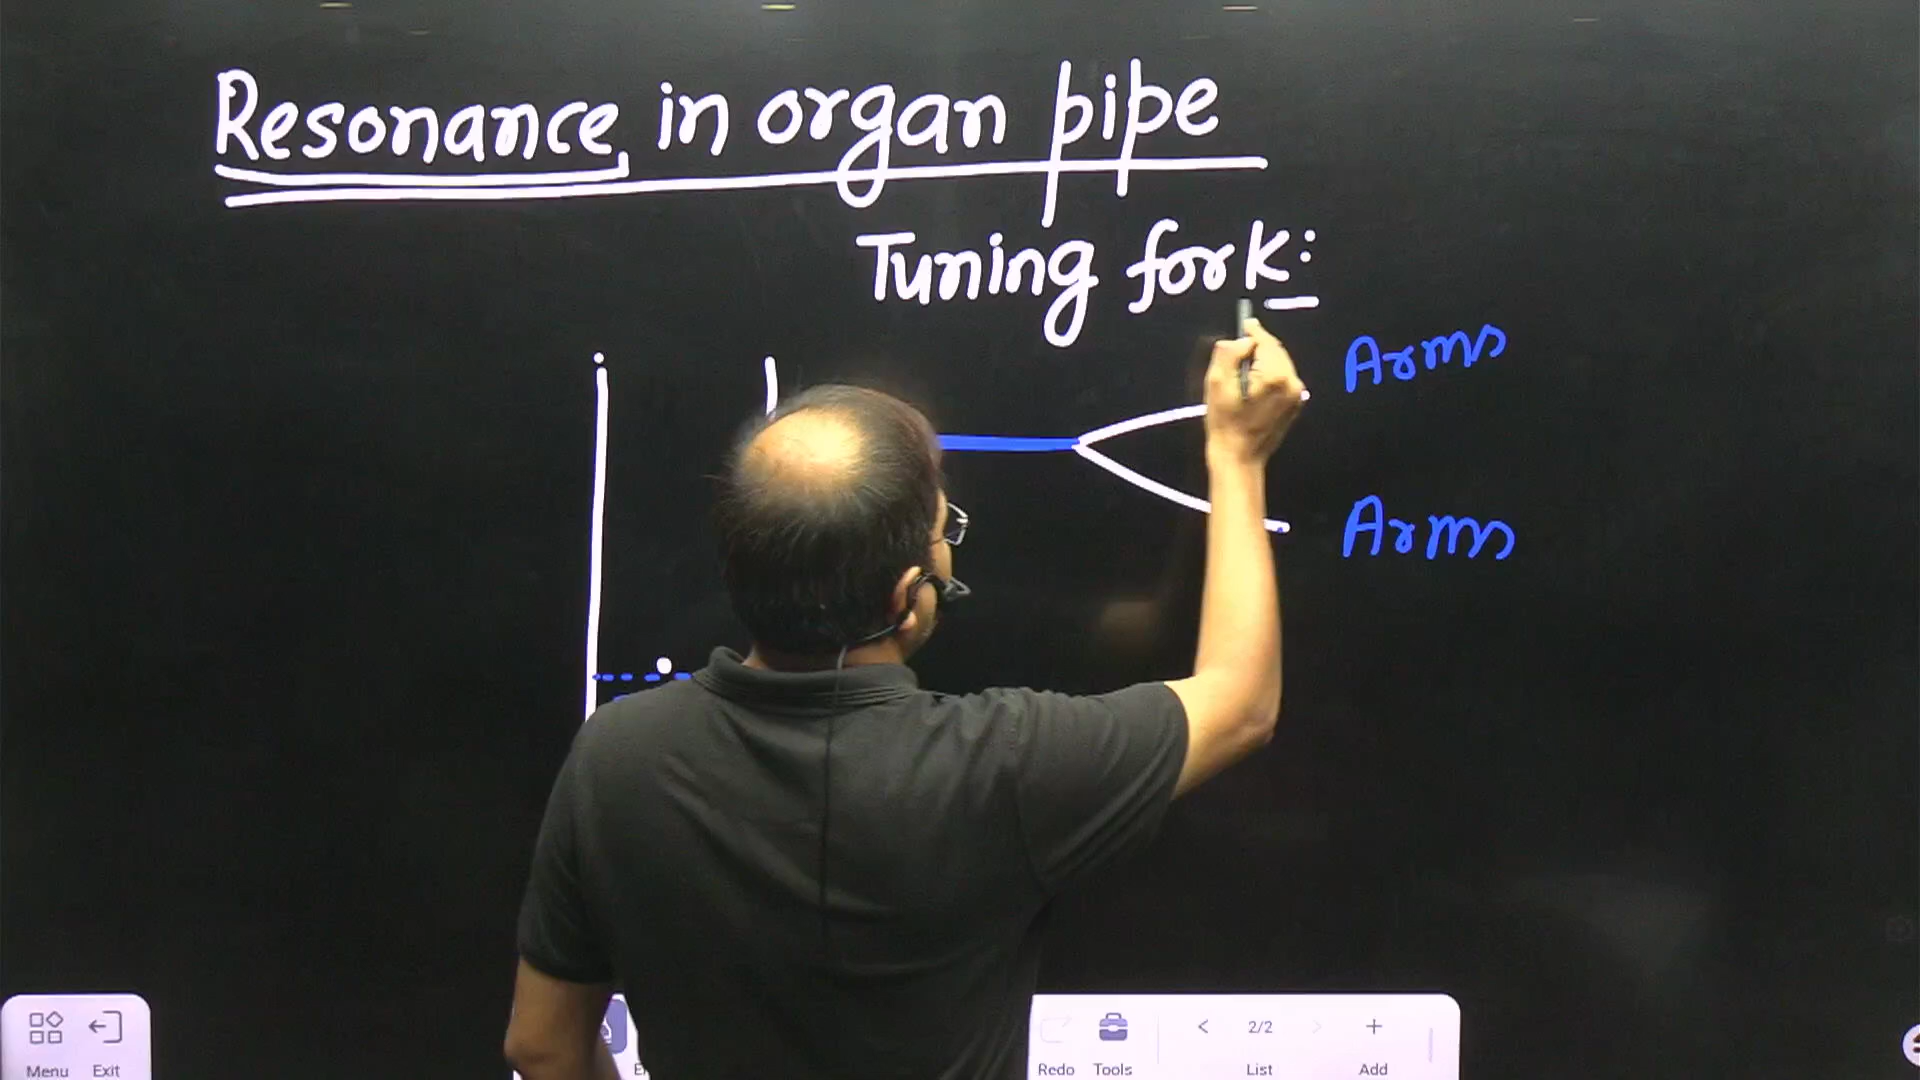 Resonance in organ pipe
Tuning fork:
Arms
Arms
Menu Exit
Redo Tools
2/2
List
Add